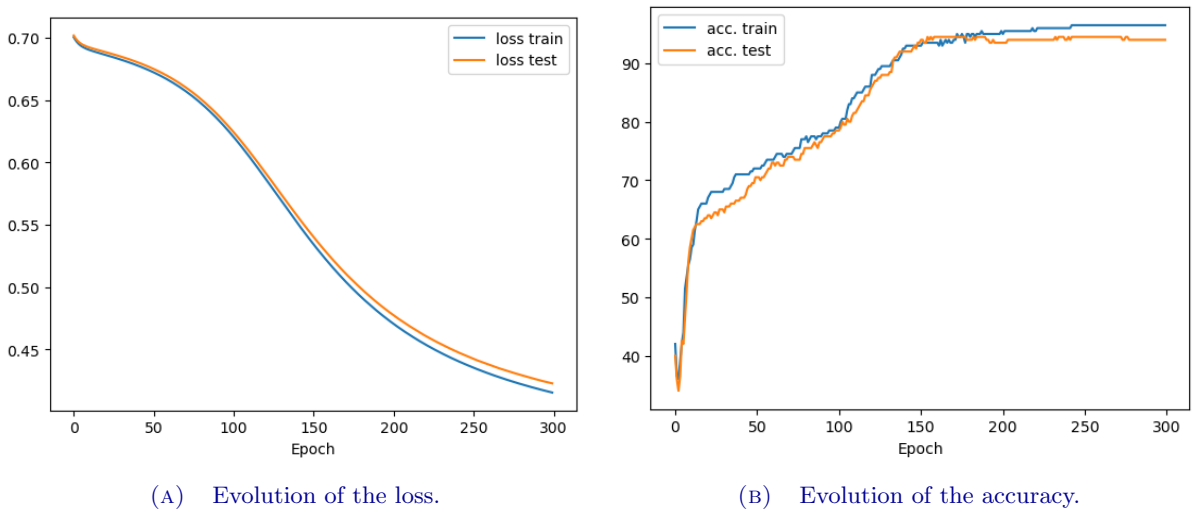 0.70
0.65
0.60
0.55
0.50
0.45
0 50 100 150 200 250 300
Epoch
loss train
loss test
(A) Evolution of the loss.
90
80
70
60
50
40
0 50 100 150 200 250 300
Epoch
acc. train
acc. test
(B) Evolution of the accuracy.